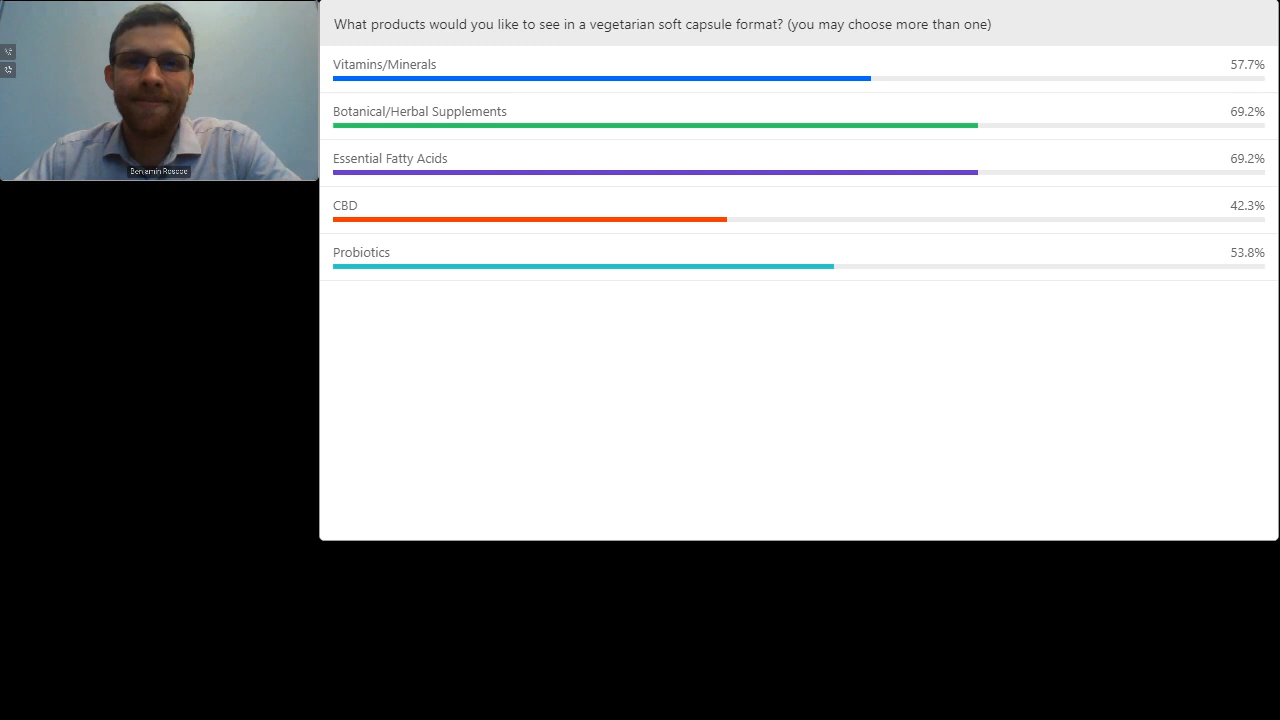 Benjamin Roscoe
What products would you like to see in a vegetarian soft capsule format? (you may choose more than one)
Vitamins/Minerals 57.7%
Botanical/Herbal Supplements 69.2%
Essential Fatty Acids 69.2%
CBD 42.3%
Probiotics 53.8%